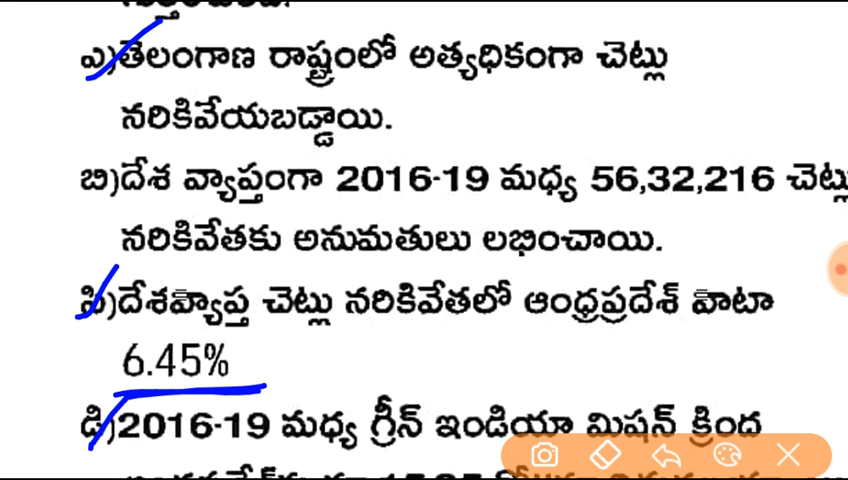 ఎ)తెలంగాణ రాష్ట్రంలో అత్యధికంగా చెట్లు
నరికివేయబడ్డాయి.
బి)దేశ వ్యాప్తంగా 2016-19 మధ్య 56,32,216 చెట్లు
నరికివేతకు అనుమతులు లభించాయి.
సి)దేశవ్యాప్త చెట్లు నరికివేతలో ఆంధ్రప్రదేశ్ వాటా
6.45%
డి)2016-19 మధ్య గ్రీన్ ఇండియా మిషన్ క్రింద